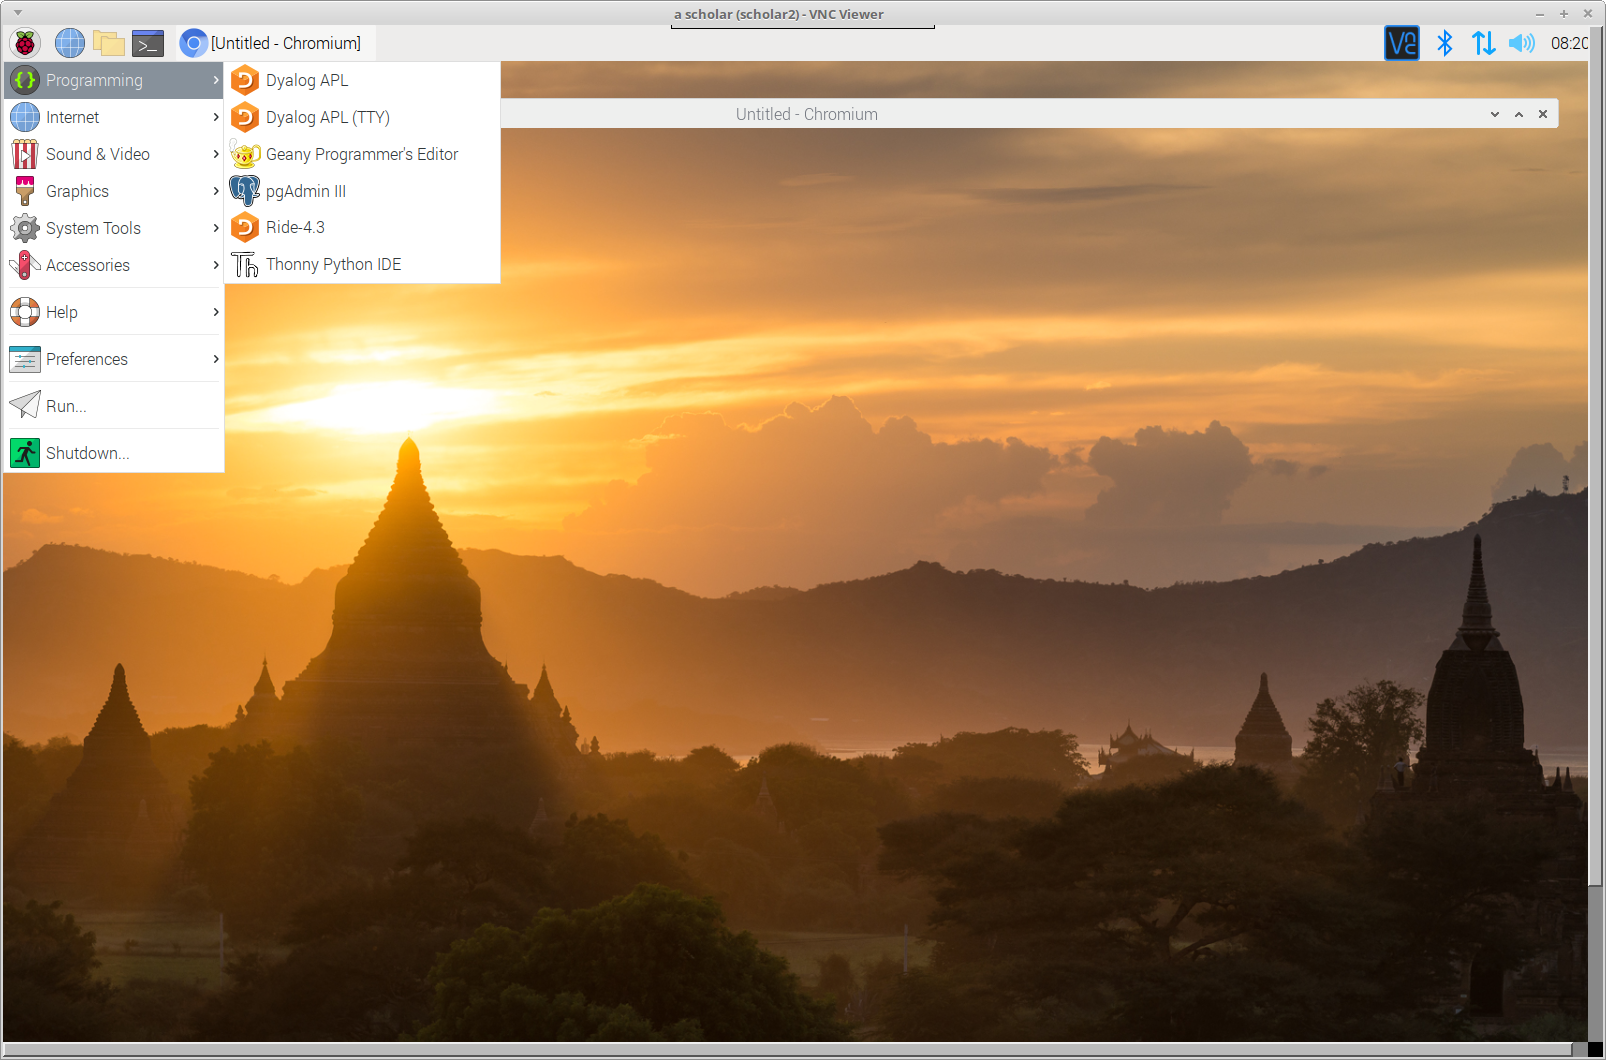 a scholar (scholar2) - VNC Viewer
[Untitled - Chromium]
08:20
Programming
Internet
Sound & Video
Graphics
System Tools
Accessories
Help
Preferences
Run...
Shutdown...
Dyalog APL
Dyalog APL (TTY)
Geany Programmer's Editor
pgAdmin III
Ride-4.3
Th Thonny Python IDE
Untitled - Chromium